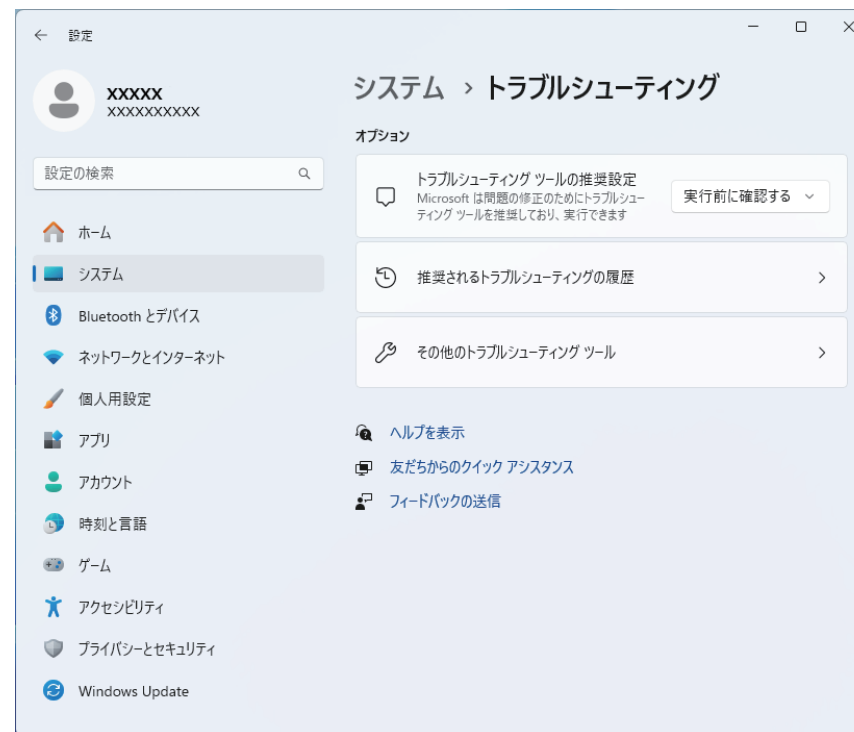 設定
XXXXX
XXXXXXXXXX
設定の検索
ホーム
システム
Bluetooth とデバイス
ネットワークとインターネット
個人用設定
アプリ
アカウント
時刻と言語
ゲーム
アクセシビリティ
プライバシーとセキュリティ
Windows Update
システム › トラブルシューティング
オプション
トラブルシューティング ツールの推奨設定
Microsoft は問題の修正のためにトラブルシュー
ティング ツールを推奨しており、実行できます
実行前に確認する
推奨されるトラブルシューティングの履歴
その他のトラブルシューティング ツール
ヘルプを表示
友だちからのクイック アシスタンス
フィードバックの送信